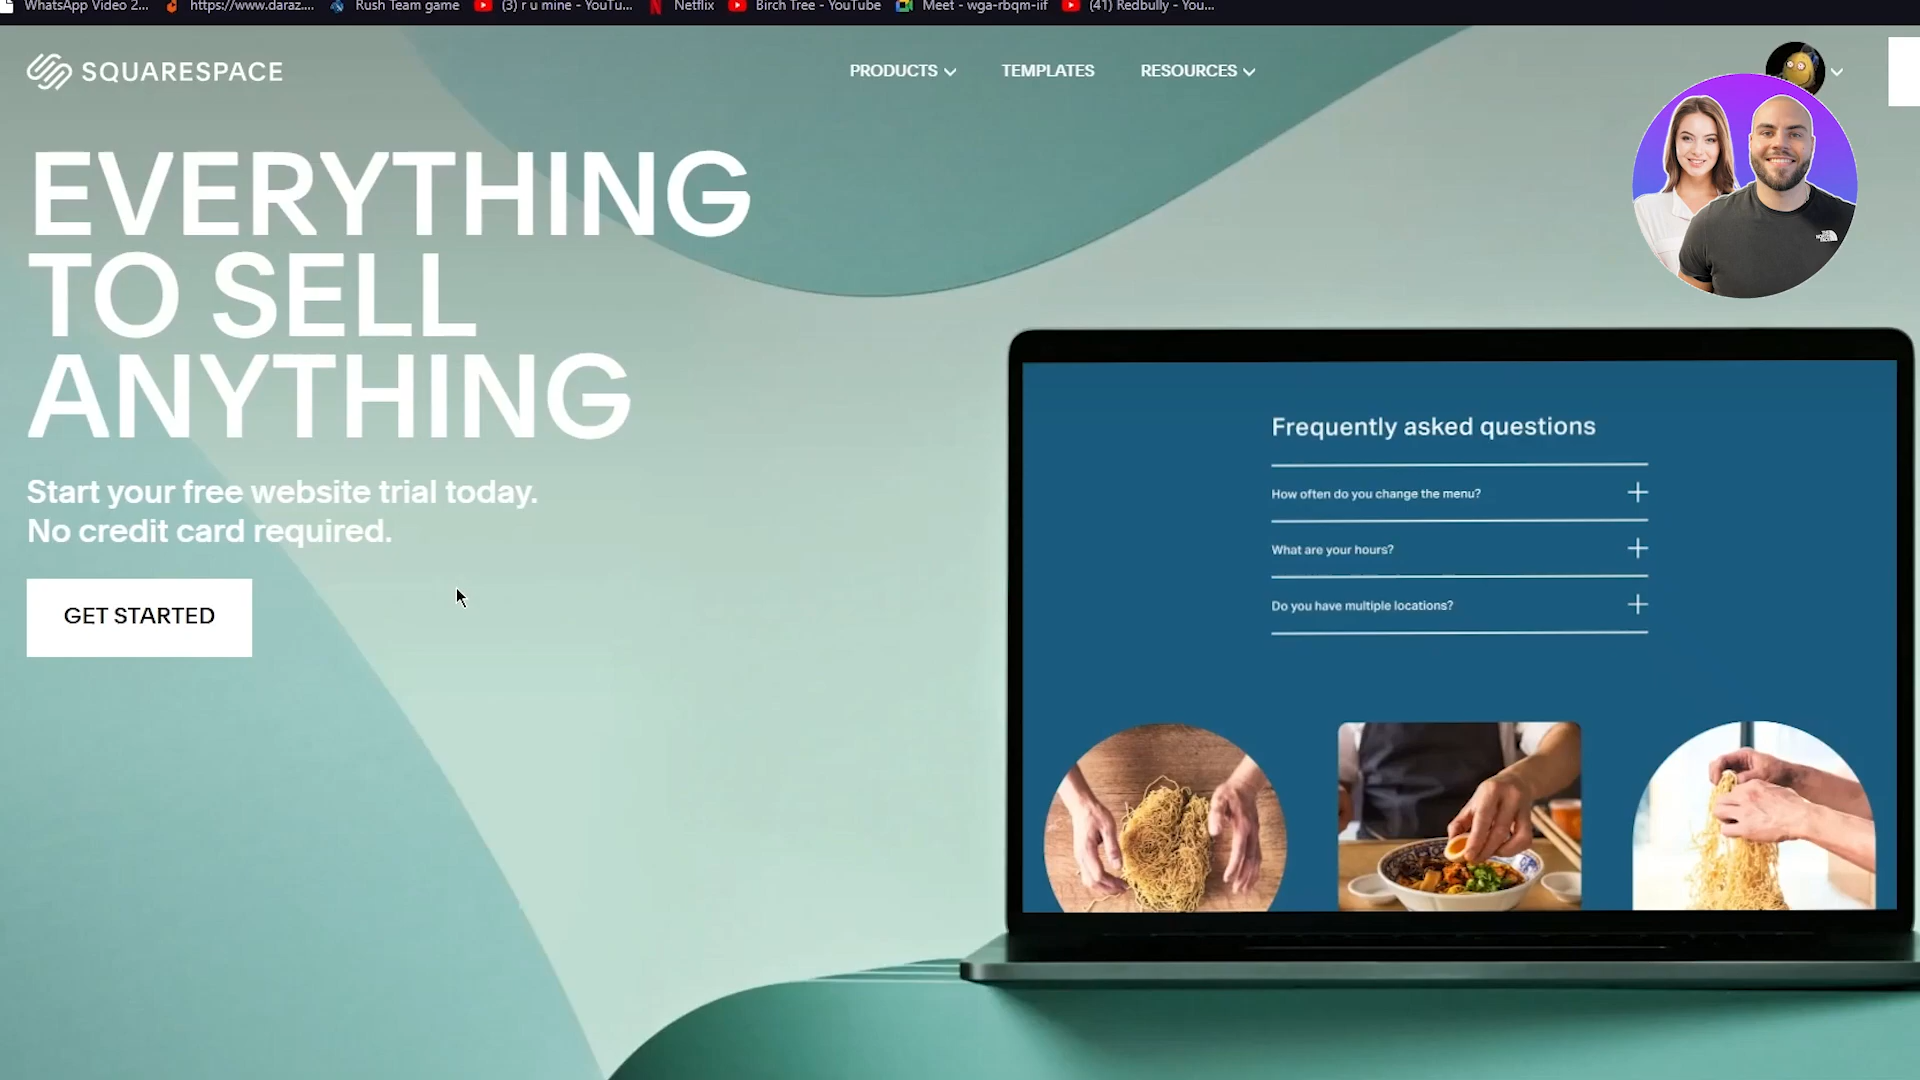 WhatsApp Video 2...
https://www.daraz....
Rush Team game
(3) r u mine - YouTu...
Netflix
Birch Tree - YouTube
Meet - wga-rbqm-iif
(41) Redbully - You...
SQUARESPACE
PRODUCTS
TEMPLATES
RESOURCES
EVERYTHING
TO SELL
ANYTHING
Start your free website trial today.
No credit card required.
GET STARTED
THE
NORTH
FACE
Frequently asked questions
How often do you change the menu?
What are your hours?
Do you have multiple locations?